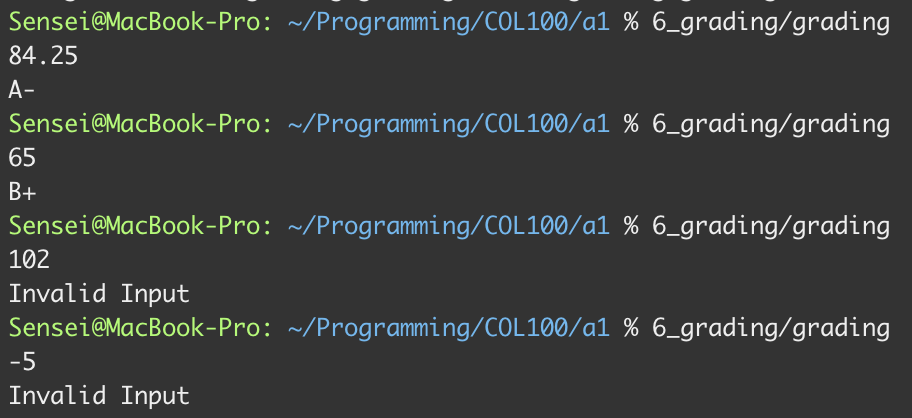 Sensei@MacBook-Pro: ~/Programming/COL100/a1 % 6_grading/grading
84.25
A-
Sensei@MacBook-Pro: ~/Programming/COL100/a1 % 6_grading/grading
65
B+
Sensei@MacBook-Pro: ~/Programming/COL100/a1 % 6_grading/grading
102
Invalid Input
Sensei@MacBook-Pro: ~/Programming/COL100/a1 % 6_grading/grading
-5
Invalid Input